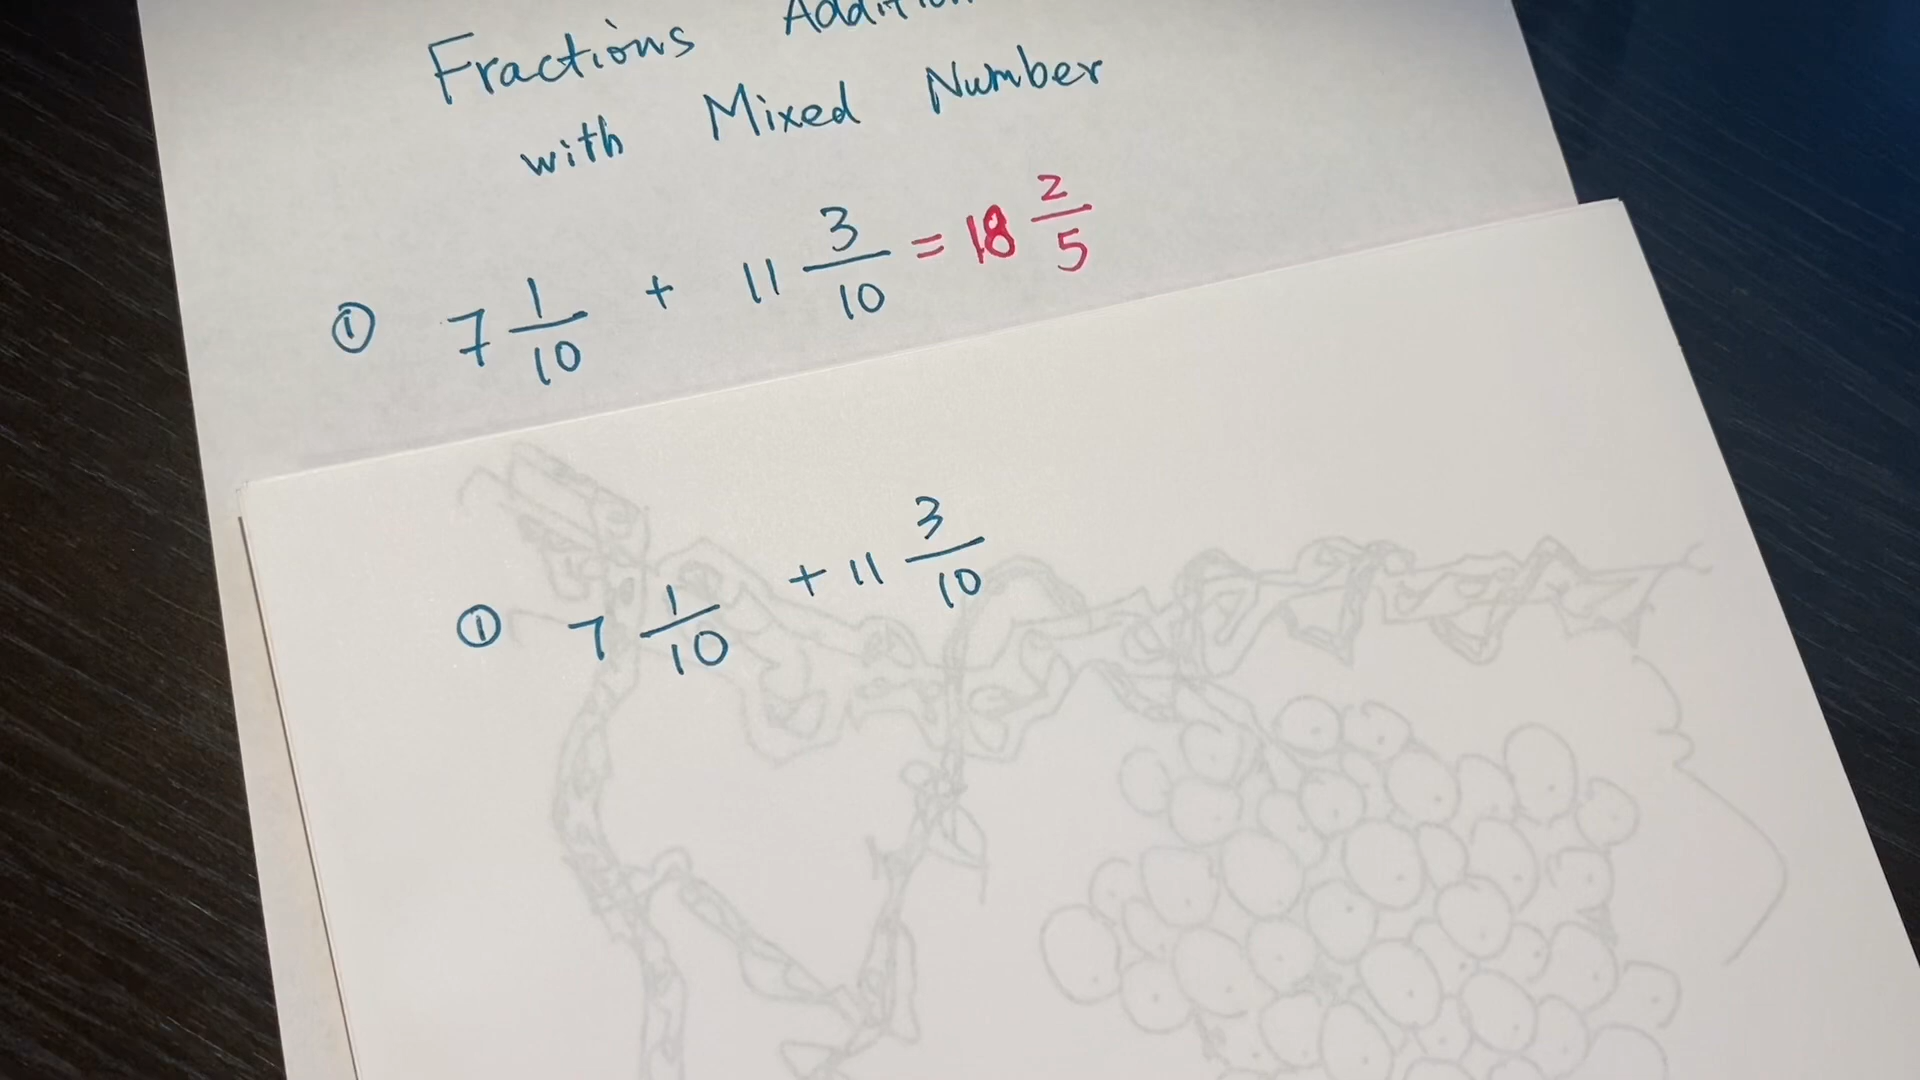 Fractions Addition
with Mixed Number
① 7 1/10 + 11 3/10 = 18 2/5
① 7 1/10 + 11 3/10